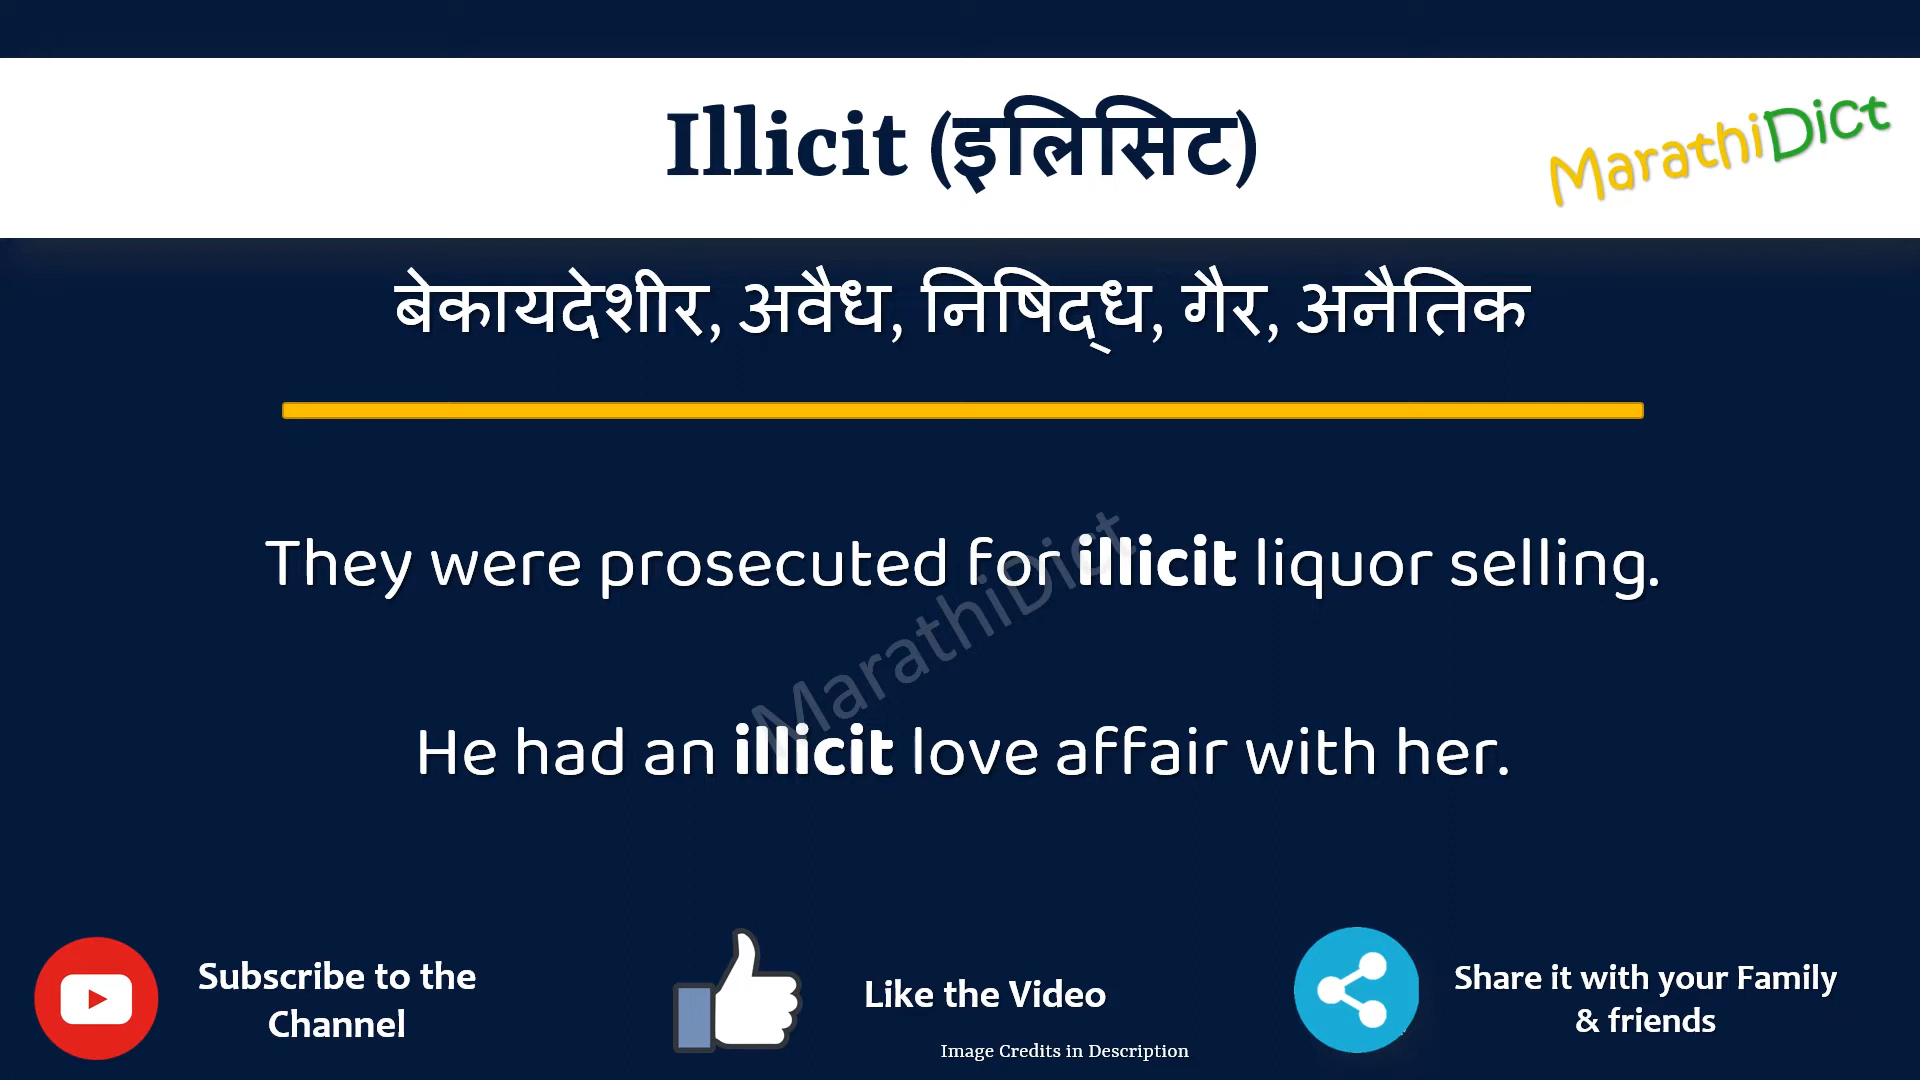 Illicit (इलिसिट)
MarathiDict
बेकायदेशीर, अवैध, निषिद्‌ध, गैर, अनैतिक
They were prosecuted for illicit liquor selling.
MarathiDict
He had an illicit love affair with her.
Subscribe to the
Channel
Like the Video
Share it with your Family
& friends
Image Credits in Description